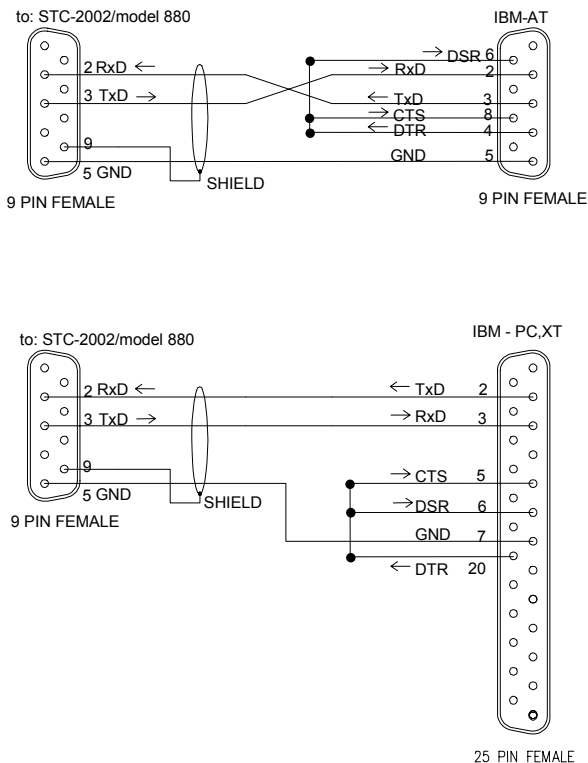 to: STC-2002/model 880
IBM-AT
DSR 6
2 RxD
RxD 2
3 TxD
TxD 3
CTS 8
DTR 4
9
GND 5
5 GND
SHIELD
9 PIN FEMALE
9 PIN FEMALE
to: STC-2002/model 880
IBM - PC,XT
2 RxD
TxD 2
3 TxD
RxD 3
9
CTS 5
5 GND
SHIELD
DSR 6
9 PIN FEMALE
GND 7
DTR 20
25 PIN FEMALE